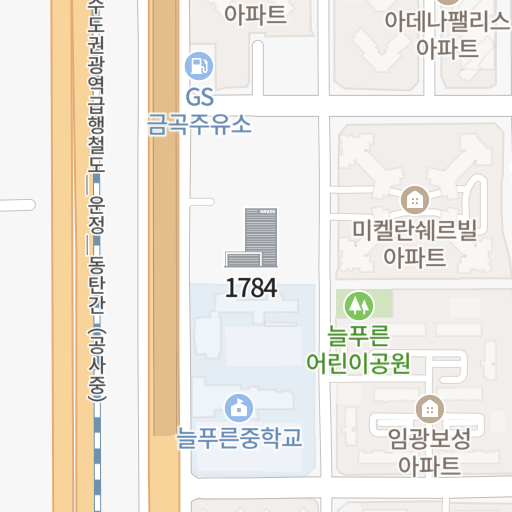 아파트
아데나팰리스
아파트
GS
금곡주유소
수도권광역급행철도_운정_동탄간 (공사중)
미켈란쉐르빌
아파트
NAVER
1784
늘푸른
어린이공원
늘푸른중학교
임광보성
아파트